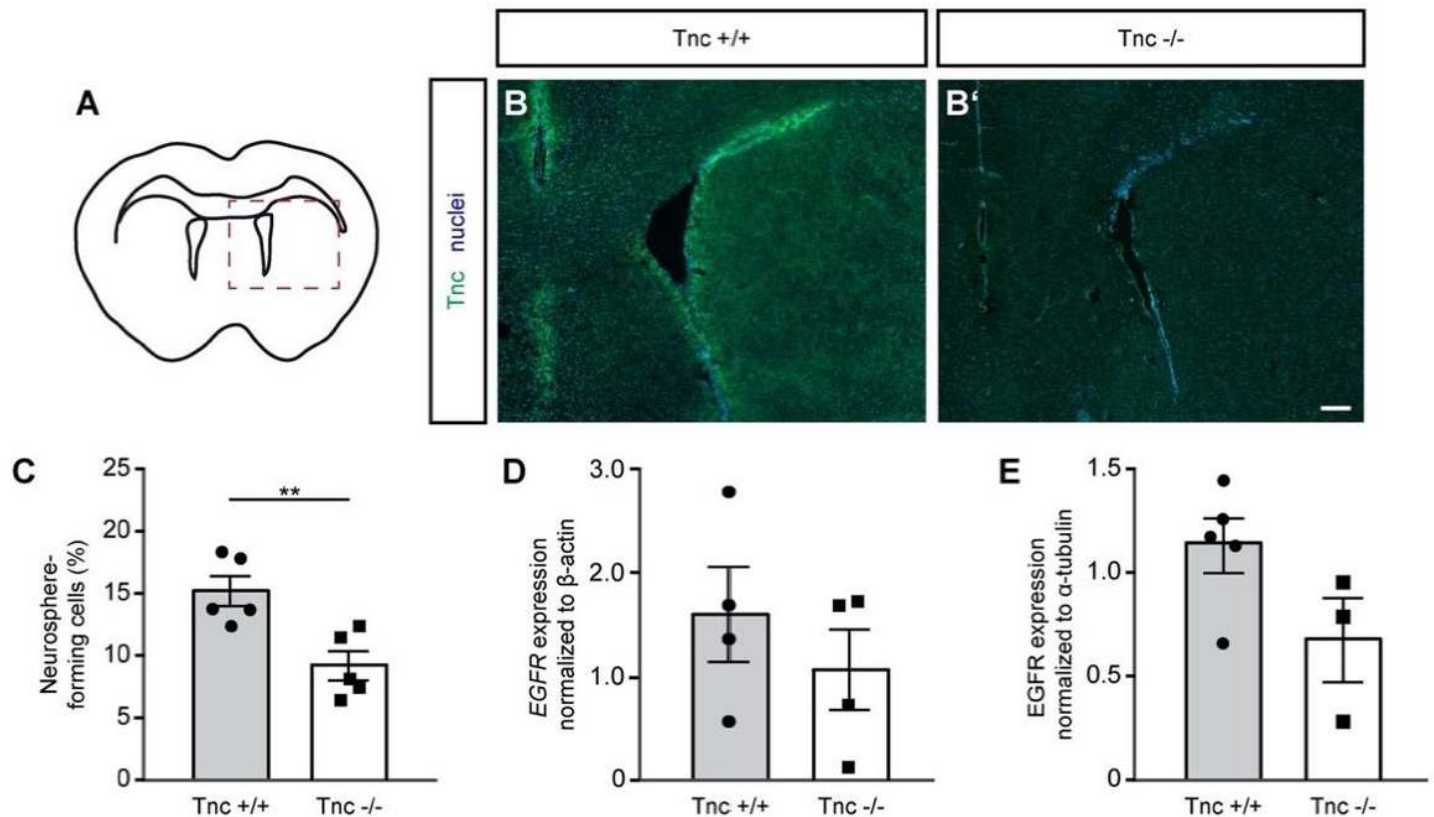 Tnc +/+
Tnc -/-
A
Tnc nuclei
B
B‘
C
Neurosphere-
forming cells (%)
25
20
15
10
5
0
**
Tnc +/+
Tnc -/-
D
EGFR expression
normalized to β-actin
3.0
2.0
1.0
0
Tnc +/+
Tnc -/-
E
EGFR expression
normalized to α-tubulin
1.5
1.0
0.5
0
Tnc +/+
Tnc -/-